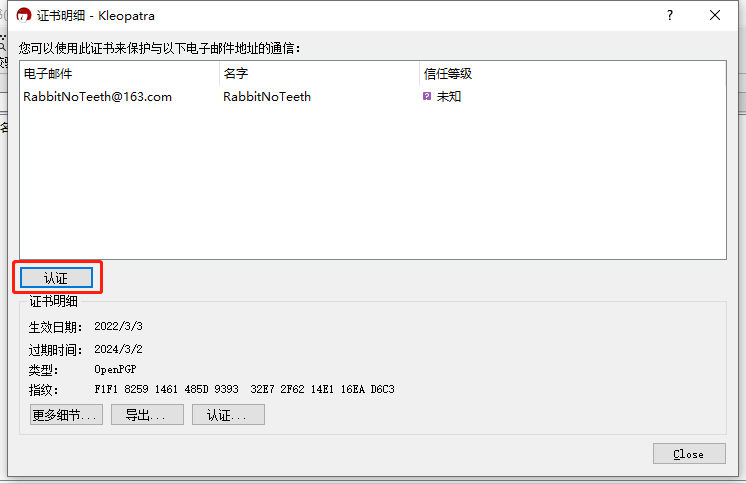 证书明细 - Kleopatra
您可以使用此证书来保护与以下电子邮件地址的通信：
电子邮件 名字 信任等级
RabbitNoTeeth@163.com RabbitNoTeeth 未知
认证
证书明细
生效日期： 2022/3/3
过期时间： 2024/3/2
类型： OpenPGP
指纹： F1F1 8259 1461 485D 9393 32E7 2F62 14E1 16EA D6C3
更多细节... 导出... 认证...
Close